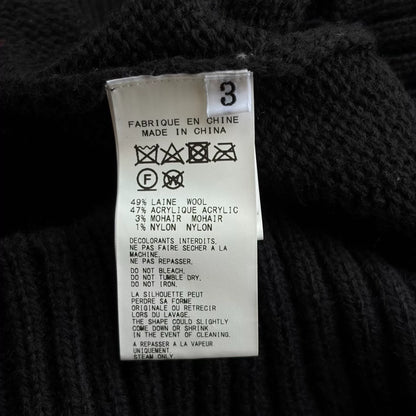 3
FABRIQUE EN CHINE
MADE IN CHINA
F W
49% LAINE WOOL
47% ACRYLIQUE ACRYLIC
3% MOHAIR MOHAIR
1% NYLON NYLON
DECOLORANTS INTERDITS.
NE PAS FAIRE SECHER A LA
MACHINE.
NE PAS REPASSER.
DO NOT BLEACH.
DO NOT TUMBLE DRY.
DO NOT IRON.
LA SILHOUETTE PEUT
PERDRE SA FORME
ORIGINALE DU RETRECIR
LORS DU LAVAGE.
THE SHAPE COULD SLIGHTLY
COME DOWN OR SHRINK
IN THE EVENT OF CLEANING.
A REPASSER A LA VAPEUR
UNIQUEMENT
STEAM ONLY